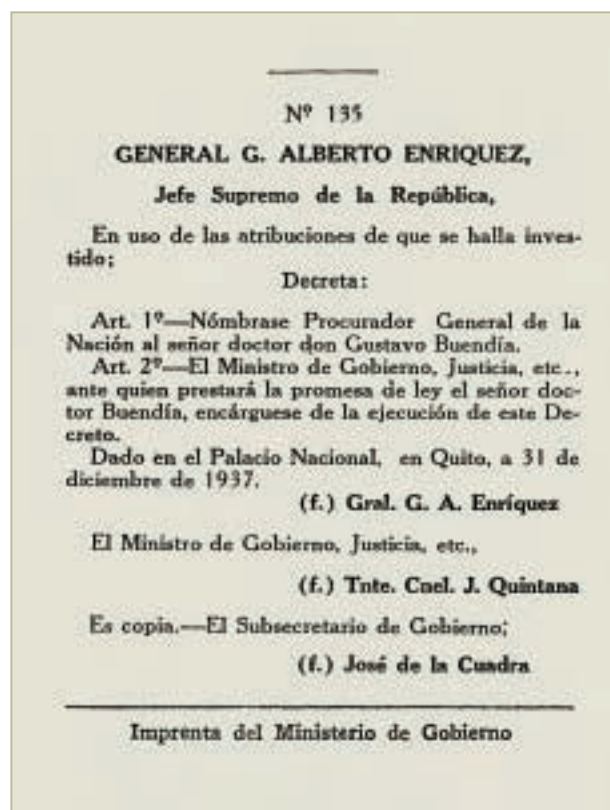 Nº 135
GENERAL G. ALBERTO ENRIQUEZ,
Jefe Supremo de la República,
En uso de las atribuciones de que se halla inves-
tido;
Decreta:
Art. 1º—Nómbrase Procurador General de la
Nación al señor doctor don Gustavo Buendía.
Art. 2º—El Ministro de Gobierno, Justicia, etc.,
ante quien prestará la promesa de ley el señor doc-
tor Buendía, encárguese de la ejecución de este De-
creto.
Dado en el Palacio Nacional, en Quito, a 31 de
diciembre de 1937.
(f.) Gral. G. A. Enríquez
El Ministro de Gobierno, Justicia, etc.,
(f.) Tnte. Cnel. J. Quintana
Es copia.—El Subsecretario de Gobierno;
(f.) José de la Cuadra
Imprenta del Ministerio de Gobierno